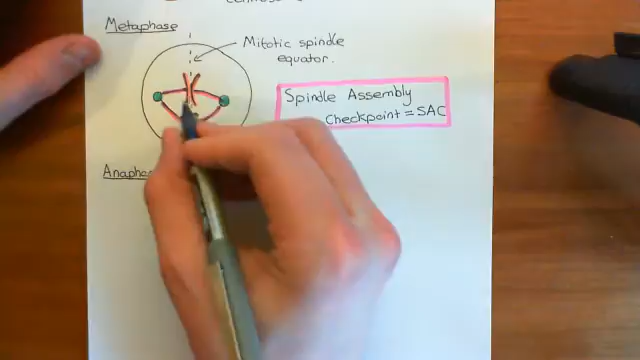 Metaphase
Mitotic spindle
equator.
Spindle Assembly
Checkpoint = SAC